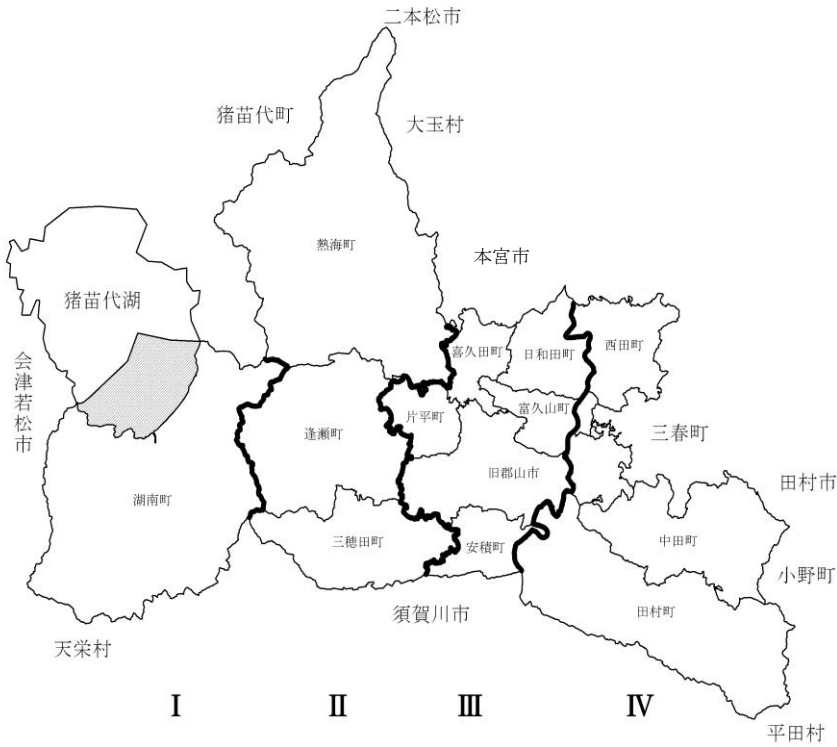 二本松市
猪苗代町
大玉村
熱海町
本宮市
猪苗代湖
喜久田町
日和田町
西田町
会津若松市
片平町
富久山町
三春町
逢瀬町
旧郡山市
田村市
湖南町
三穂田町
安積町
中田町
小野町
須賀川市
田村町
天栄村
I
II
III
IV
平田村